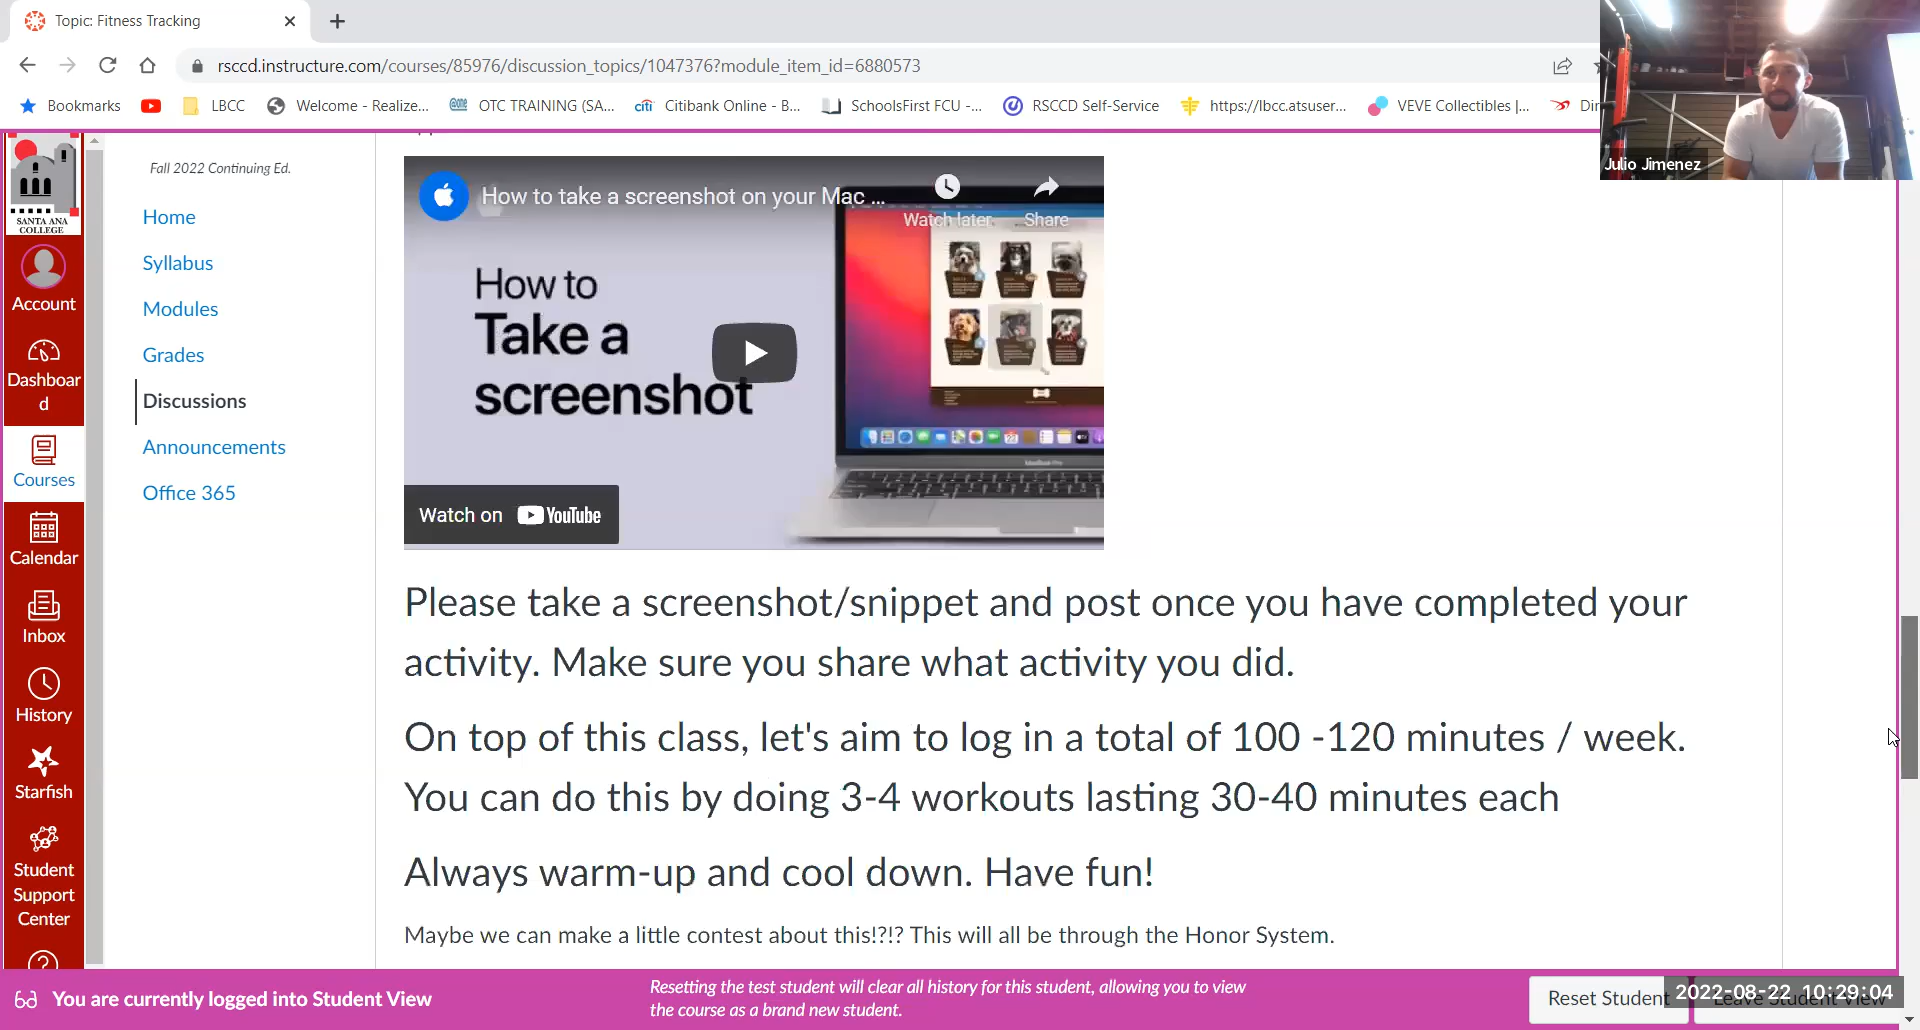 Topic: Fitness Tracking
rsccd.instructure.com/courses/85976/discussion_topics/1047376?module_item_id=6880573
Bookmarks
LBCC
Welcome - Realize...
OTC TRAINING (SA...
citi
Citibank Online - B...
SchoolsFirst FCU -...
RSCCD Self-Service
https://lbcc.atsuser...
VEVE Collectibles |...
Julio Jimenez
SANTA ANA
COLLEGE
Account
Dashboar
d
Courses
Calendar
Inbox
History
Starfish
Student
Support
Center
Fall 2022 Continuing Ed.
Home
Syllabus
Modules
Grades
Discussions
Announcements
Office 365
How to take a screenshot on your Mac ...
Watch later
Share
How to
Take a
screenshot
Watch on YouTube
Please take a screenshot/snippet and post once you have completed your
activity. Make sure you share what activity you did.
On top of this class, let's aim to log in a total of 100 -120 minutes / week.
You can do this by doing 3-4 workouts lasting 30-40 minutes each
Always warm-up and cool down. Have fun!
Maybe we can make a little contest about this!?!? This will all be through the Honor System.
You are currently logged into Student View
Resetting the test student will clear all history for this student, allowing you to view
the course as a brand new student.
Reset Student
Leave Student View
2022-08-22 10:29:04